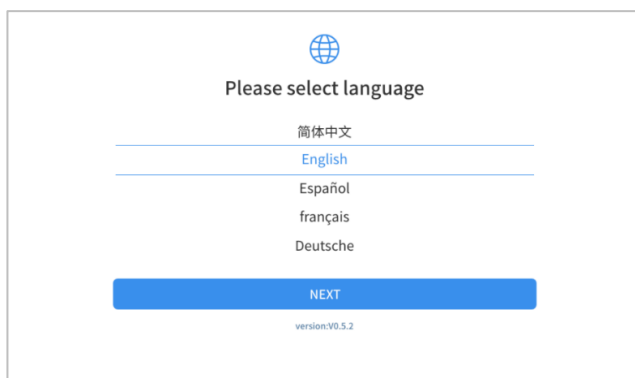 Please select language
简体中文
English
Español
français
Deutsche
NEXT
version:V0.5.2